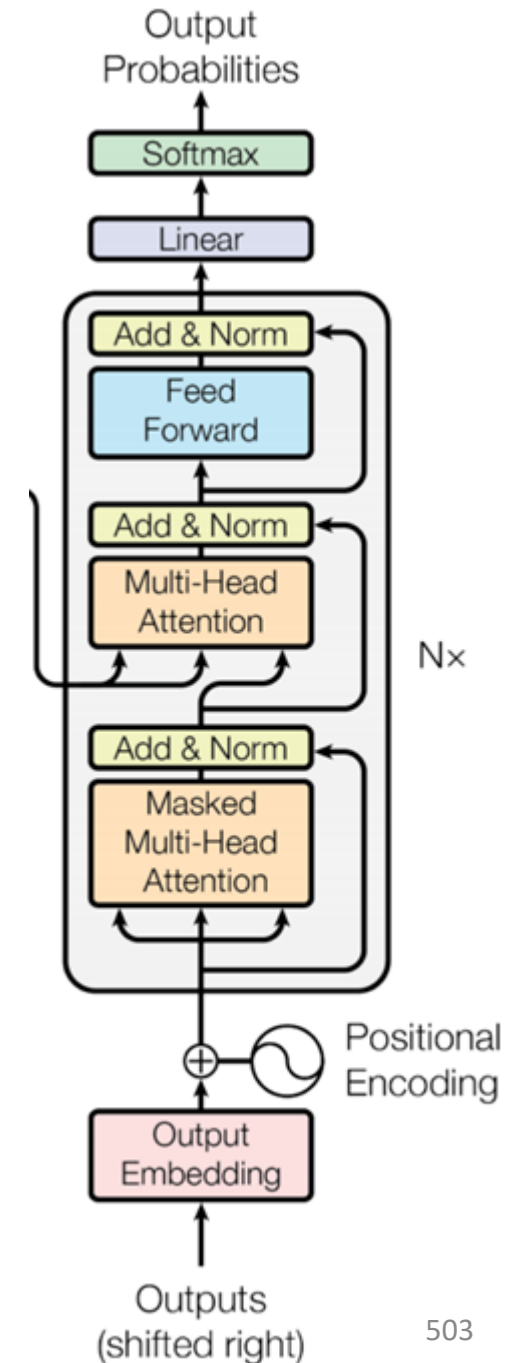 Output
Probabilities
Softmax
Linear
Add & Norm
Feed
Forward
Add & Norm
Multi-Head
Attention
N×
Add & Norm
Masked
Multi-Head
Attention
Positional
Encoding
Output
Embedding
Outputs
(shifted right)
503